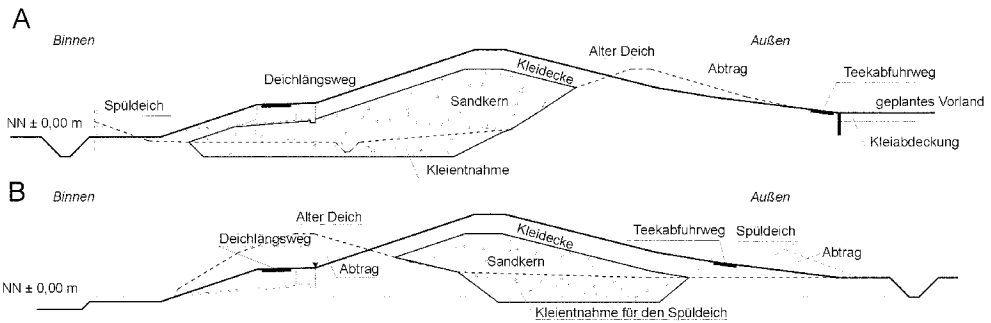 A
Binnen
Außen
Alter Deich
Abtrag
Kleidecke
Deichlängsweg
Teekabfuhrweg
Sandkern
Spüldeich
geplantes Vorland
NN ± 0,00 m
Kleiabdeckung
Kleientnahme
B
Binnen
Außen
Alter Deich
Spüldeich
Deichlängsweg
Kleidecke
Teekabfuhrweg
Abtrag
Sandkern
Abtrag
NN ± 0,00 m
Kleientnahme für den Spüldeich